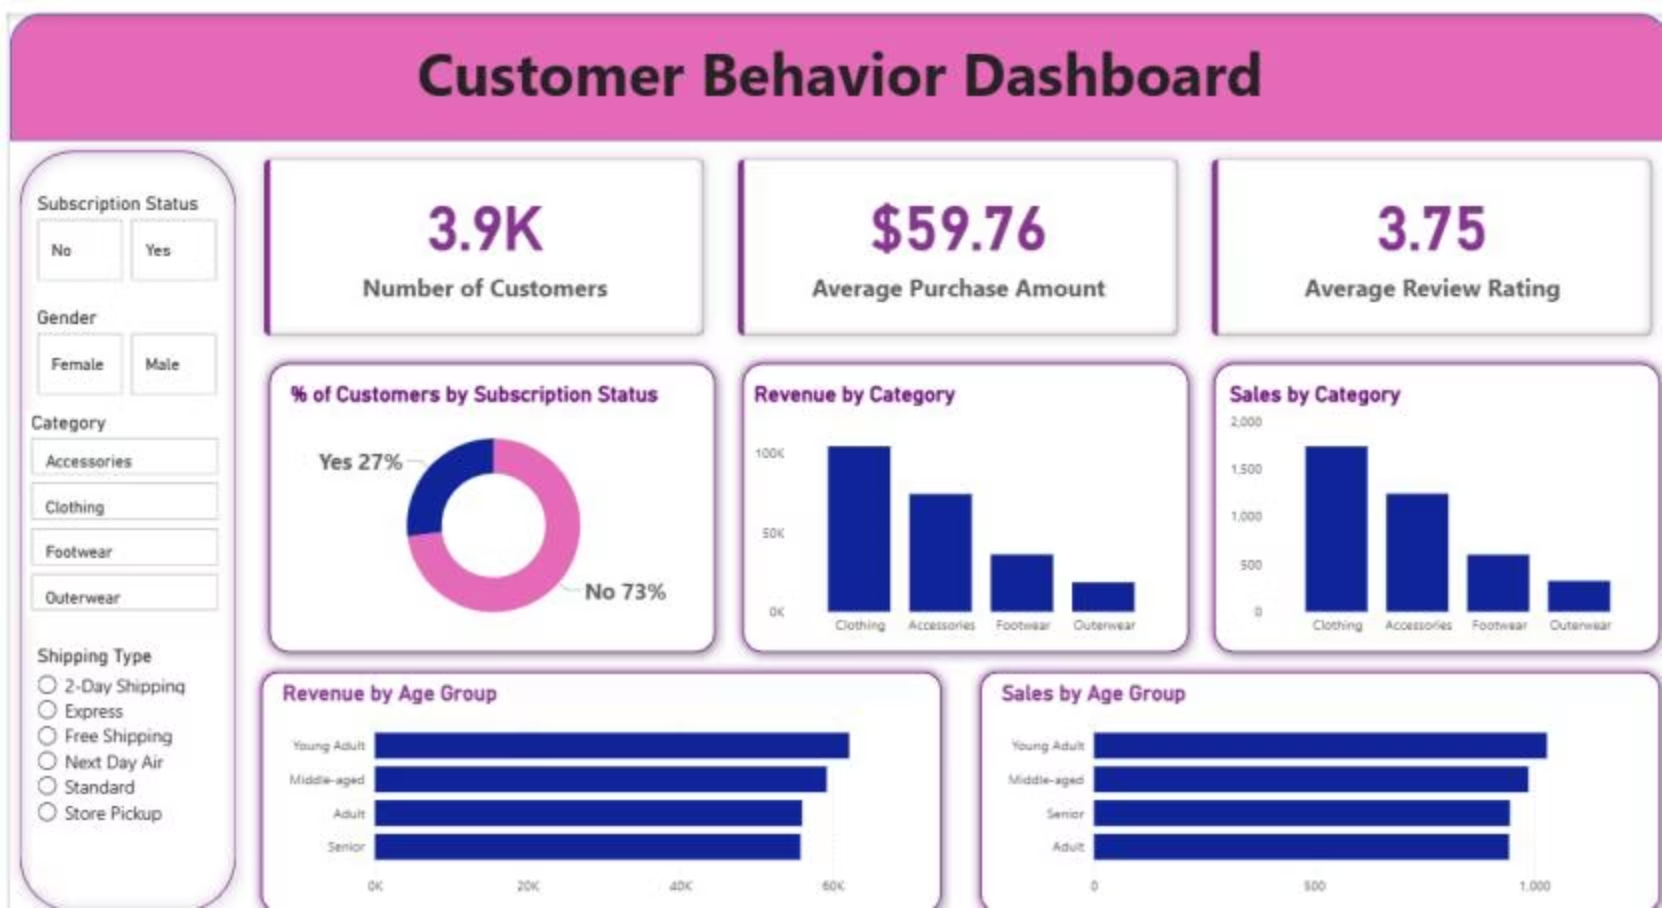 Customer Behavior Dashboard
Subscription Status
No
Yes
Gender
Female
Male
Category
Accessories
Clothing
Footwear
Outerwear
Shipping Type
2-Day Shipping
Express
Free Shipping
Next Day Air
Standard
Store Pickup
3.9K
Number of Customers
$59.76
Average Purchase Amount
3.75
Average Review Rating
% of Customers by Subscription Status
Yes 27%
No 73%
Revenue by Category
100K
50K
0K
Clothing
Accessories
Footwear
Outerwear
Sales by Category
2,000
1,500
1,000
500
0
Clothing
Accessories
Footwear
Outerwear
Revenue by Age Group
Young Adult
Middle-aged
Adult
Senior
0K
20K
40K
60K
Sales by Age Group
Young Adult
Middle-aged
Senior
Adult
0
500
1,000